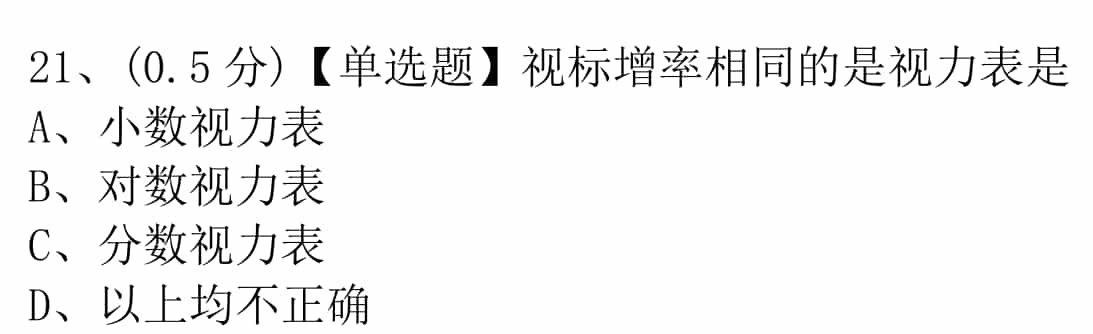 21、(0.5分)【单选题】视标增率相同的是视力表是
A、小数视力表
B、对数视力表
C、分数视力表
D、以上均不正确